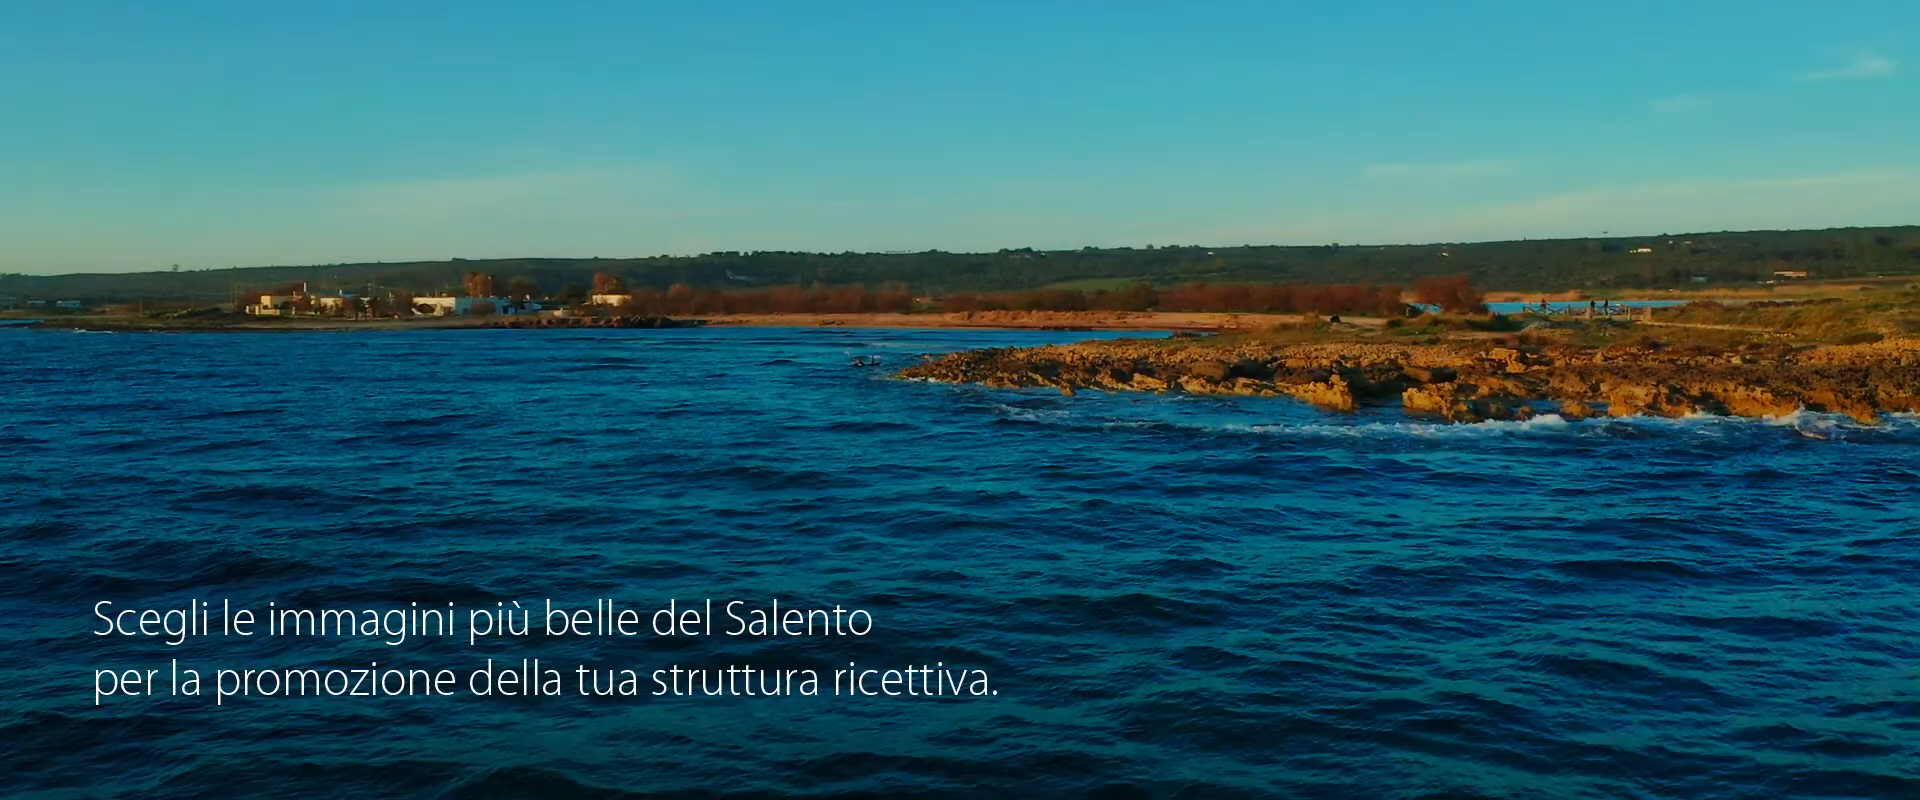 Scegli le immagini più belle del Salento
per la promozione della tua struttura ricettiva.